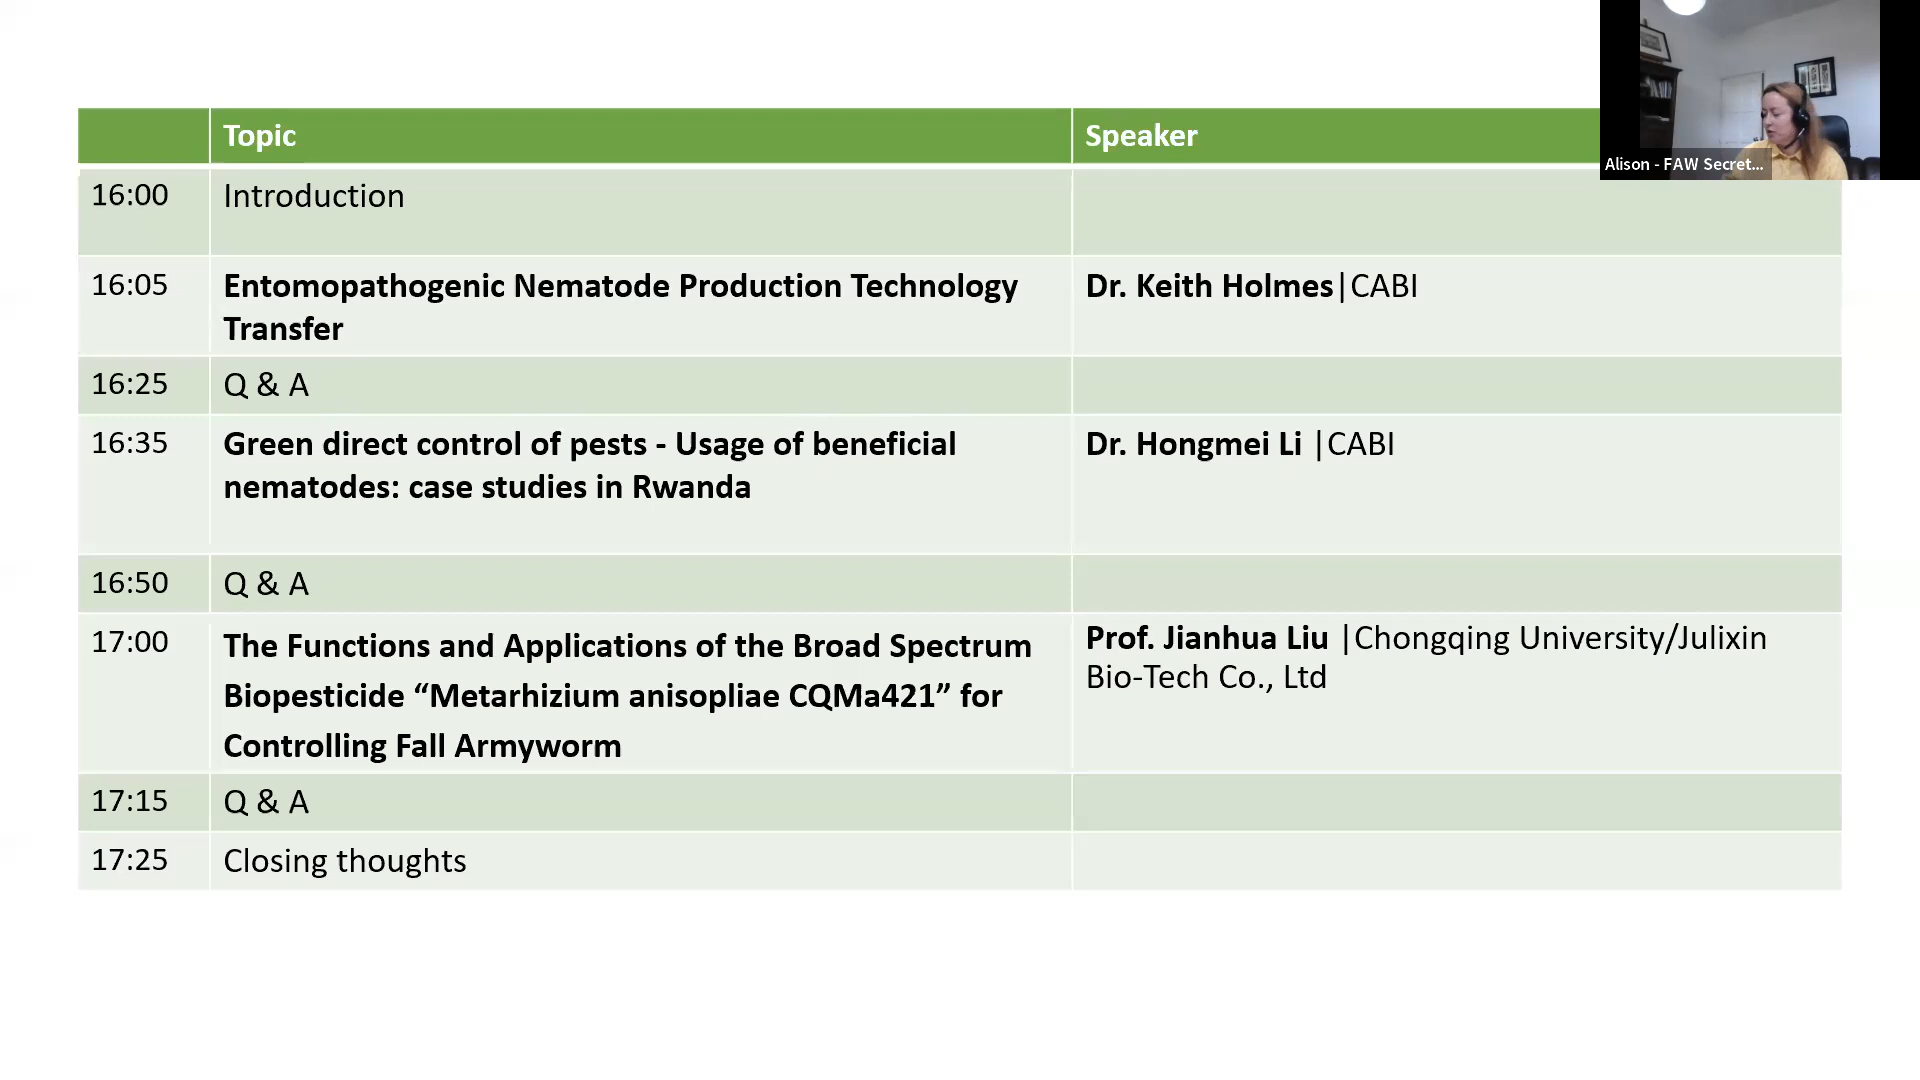 Topic Speaker
Alison - FAW Secret...
16:00 Introduction
16:05 Entomopathogenic Nematode Production Technology Dr. Keith Holmes|CABI
Transfer
16:25 Q & A
16:35 Green direct control of pests - Usage of beneficial Dr. Hongmei Li |CABI
nematodes: case studies in Rwanda
16:50 Q & A
17:00 The Functions and Applications of the Broad Spectrum Prof. Jianhua Liu |Chongqing University/Julixin
Biopesticide “Metarhizium anisopliae CQMa421” for Bio-Tech Co., Ltd
Controlling Fall Armyworm
17:15 Q & A
17:25 Closing thoughts